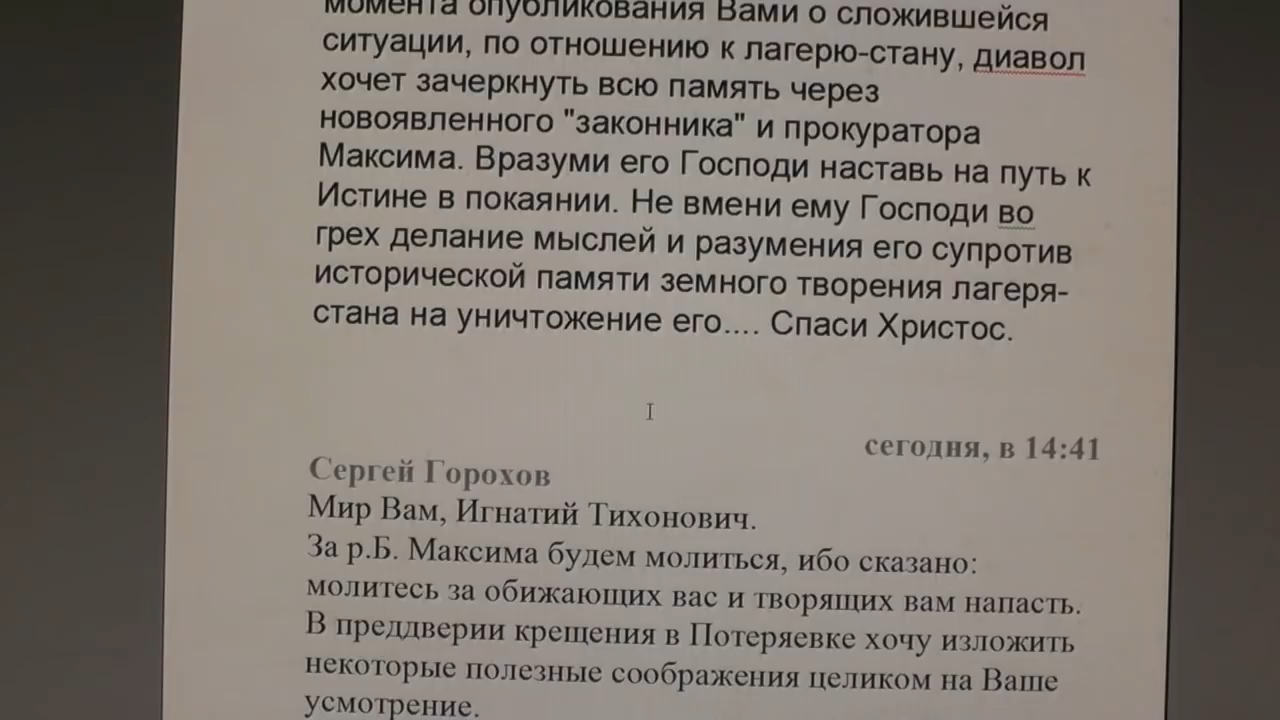 момента опубликования Вами о сложившейся
ситуации, по отношению к лагерю-стану, диавол
хочет зачеркнуть всю память через
новоявленного "законника" и прокуратора
Максима. Вразуми его Господи наставь на путь к
Истине в покаянии. Не вмени ему Господи во
грех делание мыслей и разумения его супротив
исторической памяти земного творения лагеря-
стана на уничтожение его.... Спаси Христос.
сегодня, в 14:41
Сергей Горохов
Мир Вам, Игнатий Тихонович.
За р.Б. Максима будем молиться, ибо сказано:
молитесь за обижающих вас и творящих вам напасть.
В преддверии крещения в Потеряевке хочу изложить
некоторые полезные соображения целиком на Ваше
усмотрение.